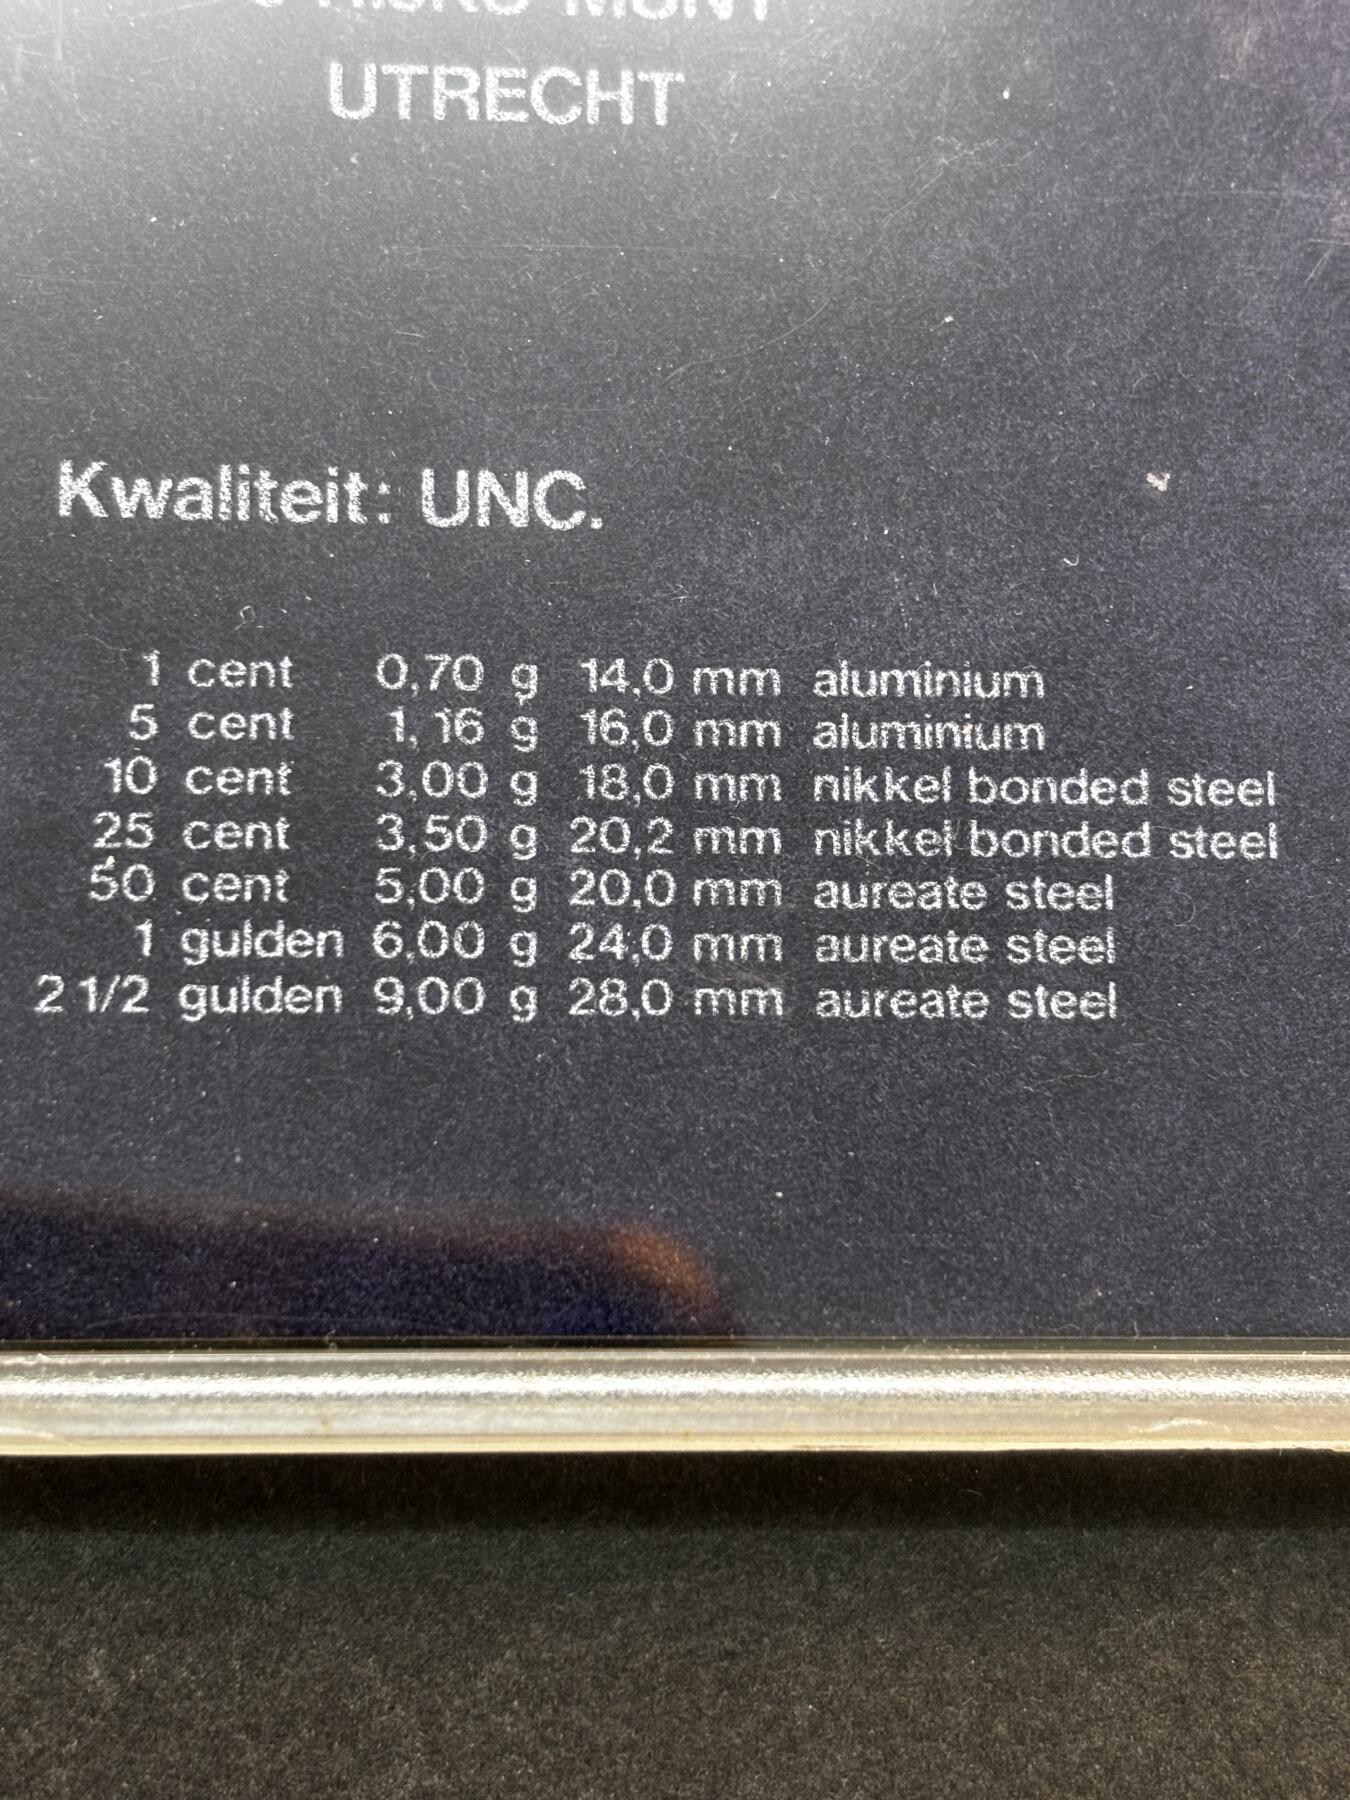 MUNT
UTRECHT
Kwaliteit: UNC.
1 cent 0,70 g 14,0 mm aluminium
5 cent 1,16 g 16,0 mm aluminium
10 cent 3,00 g 18,0 mm nikkel bonded steel
25 cent 3,50 g 20,2 mm nikkel bonded steel
50 cent 5,00 g 20,0 mm aureate steel
1 gulden 6,00 g 24,0 mm aureate steel
2 1/2 gulden 9,00 g 28,0 mm aureate steel